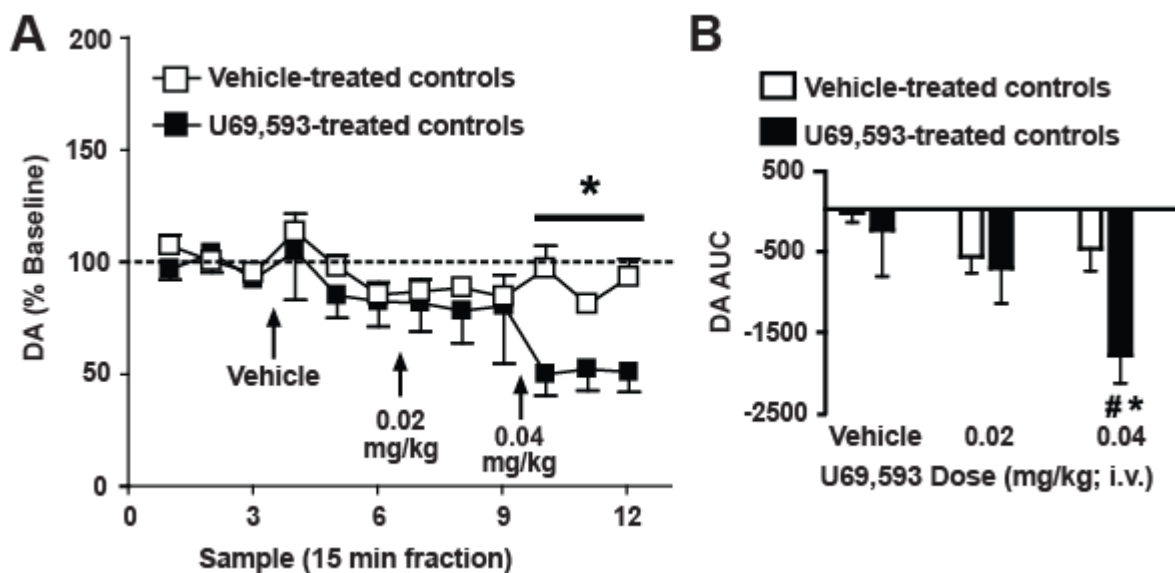 A
DA (% Baseline)
200
150
100
50
0
Vehicle-treated controls
U69,593-treated controls
*
Vehicle
0.02
mg/kg
0.04
mg/kg
0 3 6 9 12
Sample (15 min fraction)
B
Vehicle-treated controls
U69,593-treated controls
DA AUC
500
-500
-1500
-2500
#*
Vehicle 0.02 0.04
U69,593 Dose (mg/kg; i.v.)